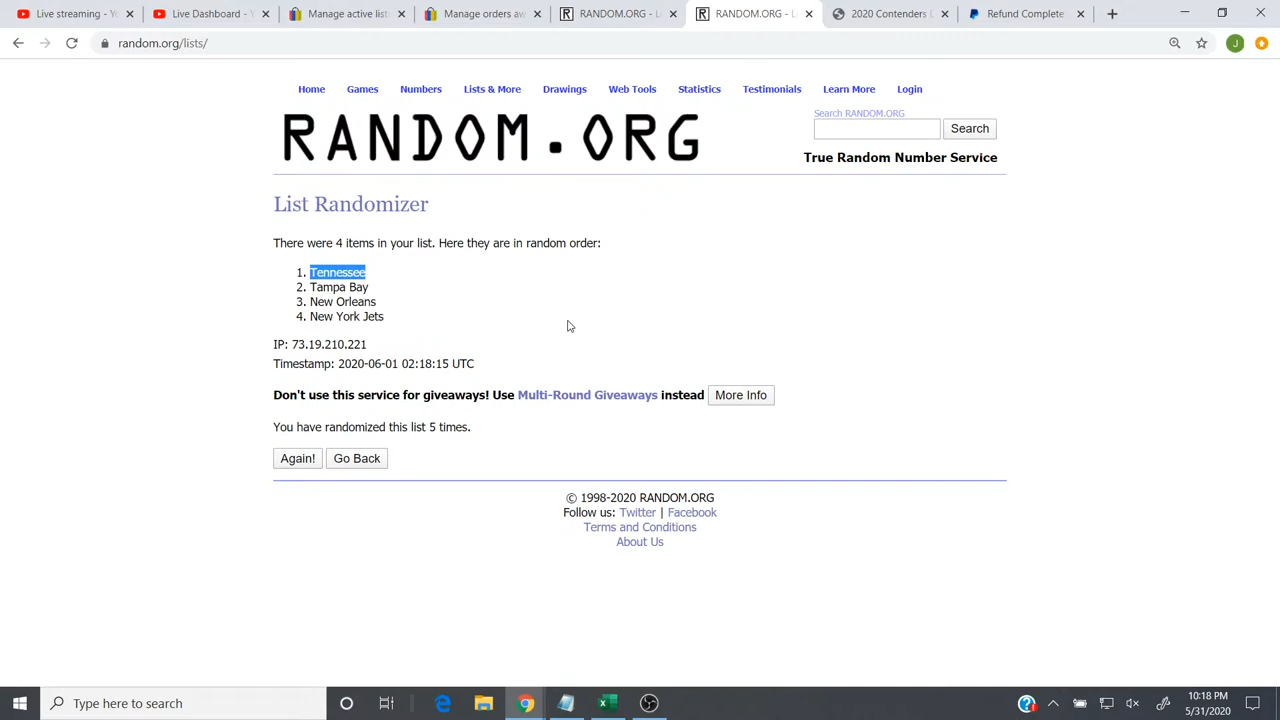 Live streaming - Yo
Live Dashboard - Y
Manage active listi
Manage orders aw
RANDOM.ORG - Li
RANDOM.ORG - Li
2020 Contenders D
Refund Complete
random.org/lists/
J
Home Games Numbers Lists & More Drawings Web Tools Statistics Testimonials Learn More Login
RANDOM.ORG
Search RANDOM.ORG
Search
True Random Number Service
List Randomizer
There were 4 items in your list. Here they are in random order:
1. Tennessee
2. Tampa Bay
3. New Orleans
4. New York Jets
IP: 73.19.210.221
Timestamp: 2020-06-01 02:18:15 UTC
Don't use this service for giveaways! Use Multi-Round Giveaways instead More Info
You have randomized this list 5 times.
Again! Go Back
© 1998-2020 RANDOM.ORG
Follow us: Twitter | Facebook
Terms and Conditions
About Us
Type here to search
10:18 PM
5/31/2020